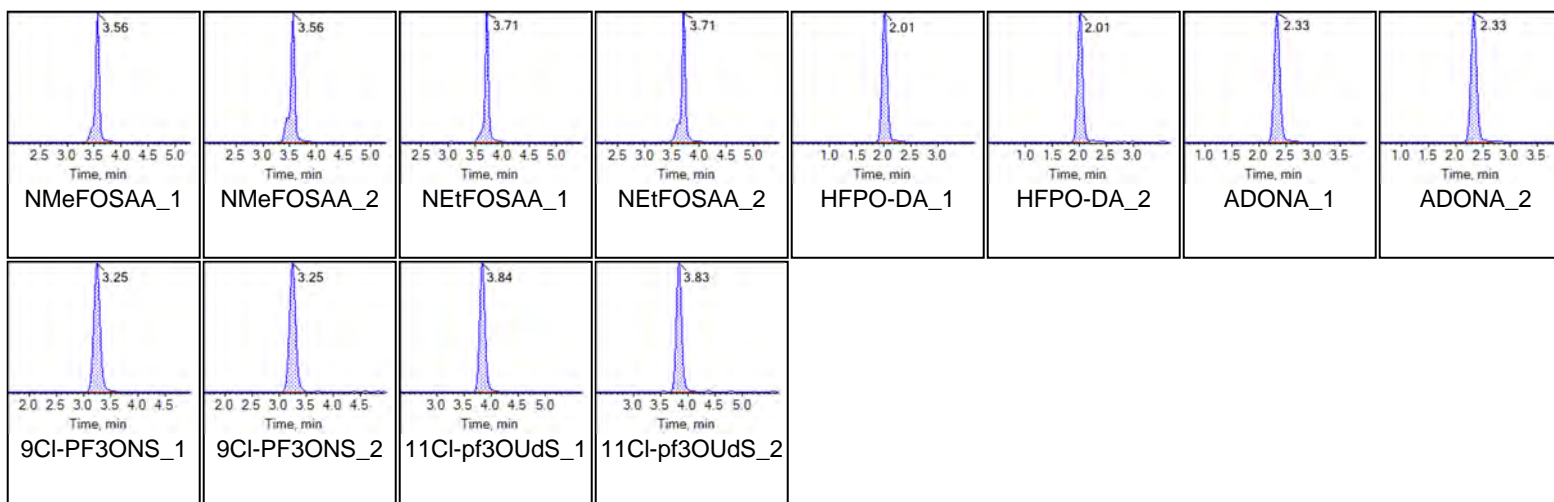 3.56 3.56 3.71 3.71 2.01 2.01 2.33 2.33
2.5 3.0 3.5 4.0 4.5 5.0 2.5 3.0 3.5 4.0 4.5 5.0 2.5 3.0 3.5 4.0 4.5 5.0 2.5 3.0 3.5 4.0 4.5 5.0 1.0 1.5 2.0 2.5 3.0 1.0 1.5 2.0 2.5 3.0 1.0 1.5 2.0 2.5 3.0 3.5 1.0 1.5 2.0 2.5 3.0 3.5
Time, min Time, min Time, min Time, min Time, min Time, min Time, min Time, min
NMeFOSAA_1 NMeFOSAA_2 NEtFOSAA_1 NEtFOSAA_2 HFPO-DA_1 HFPO-DA_2 ADONA_1 ADONA_2
3.25 3.25 3.84 3.83
2.0 2.5 3.0 3.5 4.0 4.5 2.0 2.5 3.0 3.5 4.0 4.5 3.0 3.5 4.0 4.5 5.0 3.0 3.5 4.0 4.5 5.0
Time, min Time, min Time, min Time, min
9Cl-PF3ONS_1 9Cl-PF3ONS_2 11Cl-pf3OUdS_1 11Cl-pf3OUdS_2